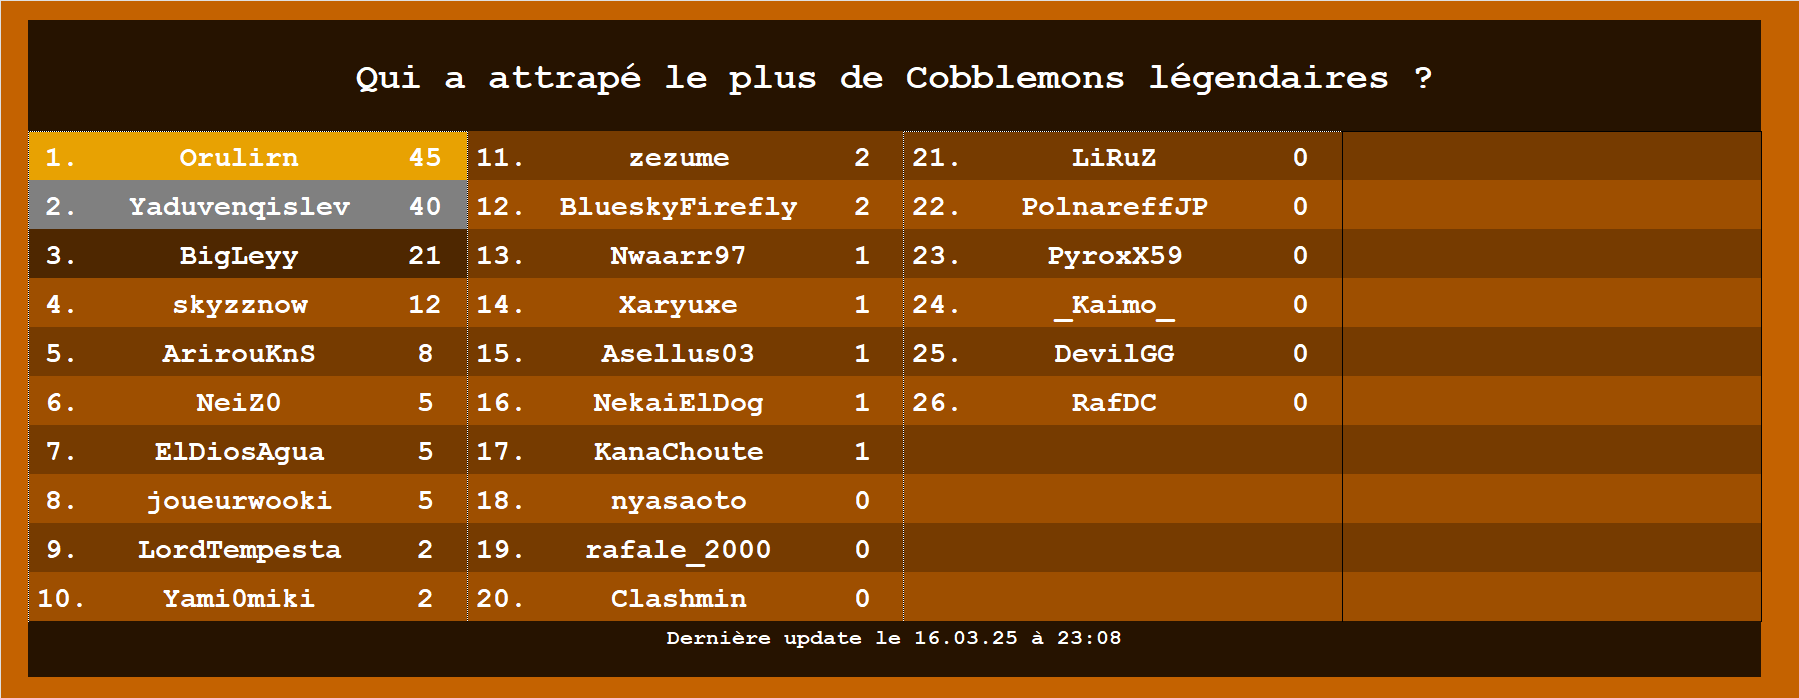 Qui a attrapé le plus de Cobblemons légendaires ?
1. Orulirn 45
2. Yaduvenqislev 40
3. BigLeyy 21
4. skyzznow 12
5. ArirouKnS 8
6. NeiZ0 5
7. ElDiosAgua 5
8. joueurwooki 5
9. LordTempesta 2
10. Yami0miki 2
11. zezume 2
12. BlueskyFirefly 2
13. Nwaarr97 1
14. Xaryuxe 1
15. Asellus03 1
16. NekaiElDog 1
17. KanaChoute 1
18. nyasaoto 0
19. rafale_2000 0
20. Clashmin 0
21. LiRuZ 0
22. PolnareffJP 0
23. PyroxX59 0
24. _Kaimo_ 0
25. DevilGG 0
26. RafDC 0
Dernière update le 16.03.25 à 23:08